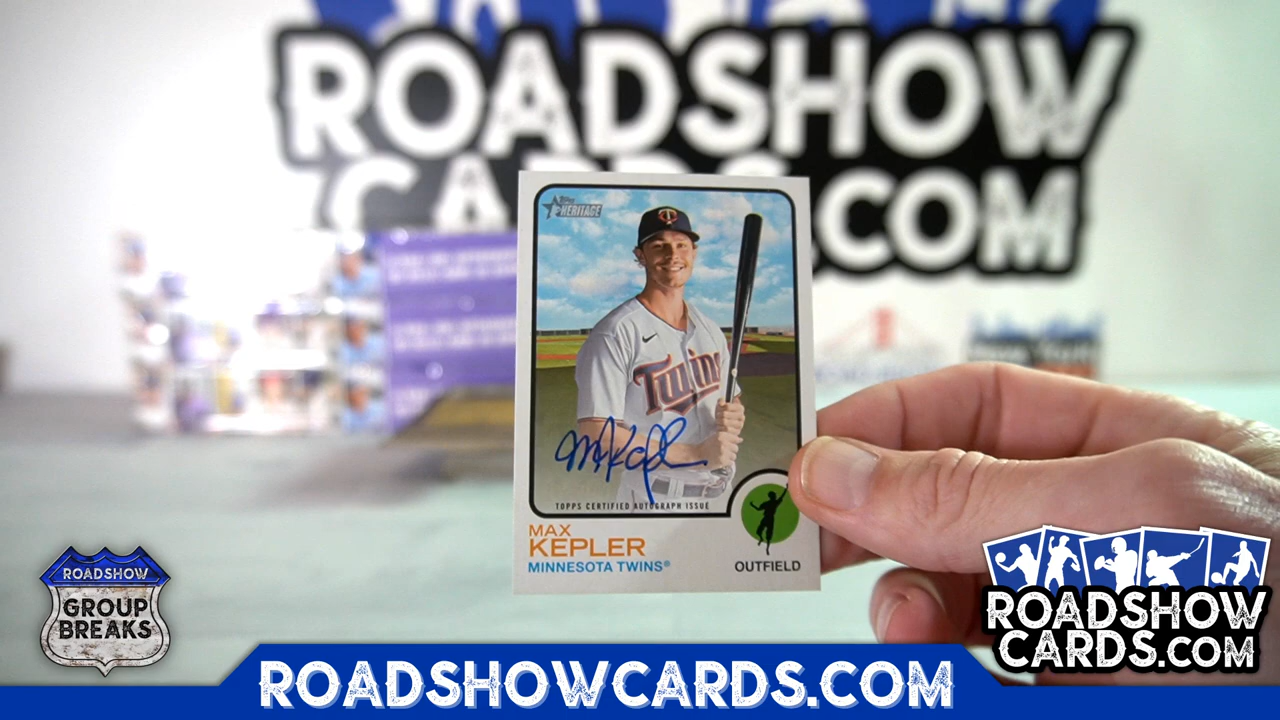 ROADSHOW
CARDS.COM
TOPPS
HERITAGE
Twins
TOPPS CERTIFIED AUTOGRAPH ISSUE
MAX
KEPLER
MINNESOTA TWINS®
OUTFIELD
ROADSHOW
GROUP
BREAKS
ROADSHOW
CARDS.COM
ROADSHOWCARDS.COM